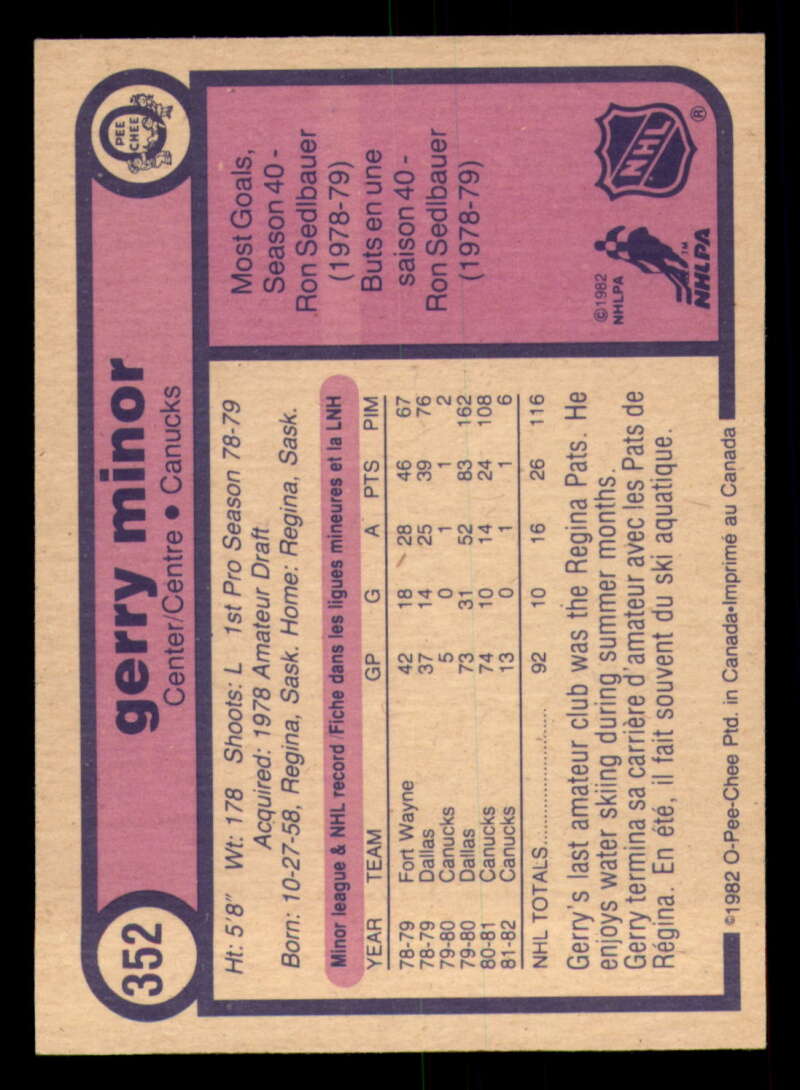 352
gerry minor
Center/Centre • Canucks
O
PEE
CHEE
Ht: 5'8" Wt: 178 Shoots: L 1st Pro Season 78-79
Acquired: 1978 Amateur Draft
Born: 10-27-58, Regina, Sask. Home: Regina, Sask.
Minor league & NHL record/Fiche dans les ligues mineures et la LNH
YEAR TEAM GP G A PTS PIM
78-79 Fort Wayne 42 18 28 46 67
78-79 Dallas 37 14 25 39 76
79-80 Canucks 5 0 1 1 2
79-80 Dallas 73 31 52 83 162
80-81 Canucks 74 10 14 24 108
81-82 Canucks 13 0 1 1 6
NHL TOTALS 92 10 16 26 116
Gerry's last amateur club was the Regina Pats. He
enjoys water skiing during summer months.
Gerry termina sa carrière d'amateur avec les Pats de
Régina. En été, il fait souvent du ski aquatique.
Most Goals,
Season 40 -
Ron Sedlbauer
(1978-79)
Buts en une
saison 40 -
Ron Sedlbauer
(1978-79)
©1982
NHLPA
NHLPA™
NHL®
©1982 O-Pee-Chee Ptd. in Canada•Imprimé au Canada